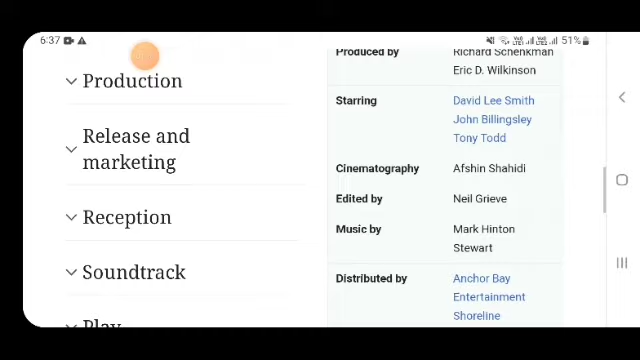 6:37
51%
Production
Release and
marketing
Reception
Soundtrack
Play
Produced by
Richard Schenkman
Eric D. Wilkinson
Starring
David Lee Smith
John Billingsley
Tony Todd
Cinematography
Afshin Shahidi
Edited by
Neil Grieve
Music by
Mark Hinton
Stewart
Distributed by
Anchor Bay
Entertainment
Shoreline